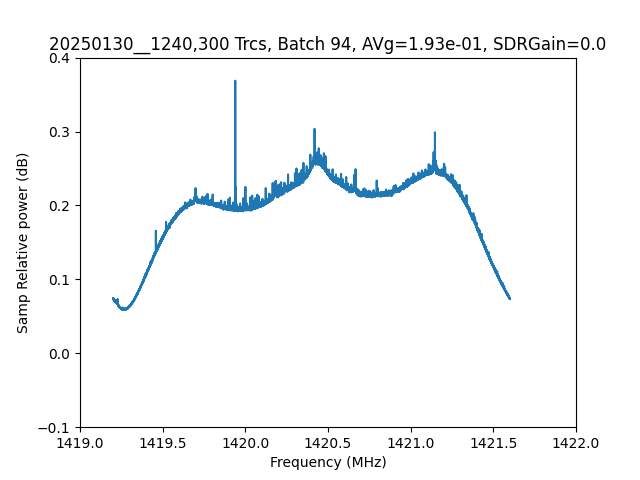 20250130__1240,300 Trcs, Batch 94, AVg=1.93e-01, SDRGain=0.0
0.4
0.3
0.2
0.1
0.0
−0.1
Samp Relative power (dB)
1419.0 1419.5 1420.0 1420.5 1421.0 1421.5 1422.0
Frequency (MHz)